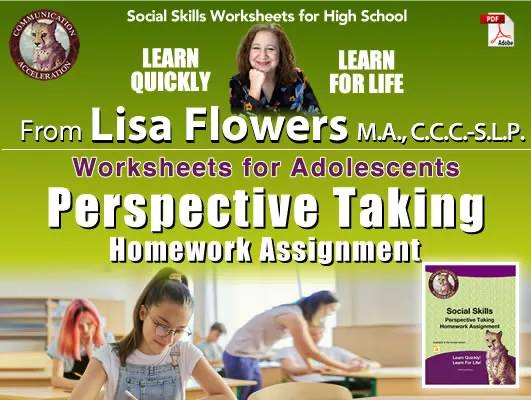 Social Skills Worksheets for High School
COMMUNICATION
ACCELERATION
PDF
Adobe
LEARN
QUICKLY
LEARN
FOR LIFE
From Lisa Flowers M.A., C.C.C.-S.L.P.
Worksheets for Adolescents
Perspective Taking
Homework Assignment
Social Skills
Perspective Taking
Homework Assignment
Learn Quickly!
Learn For Life!